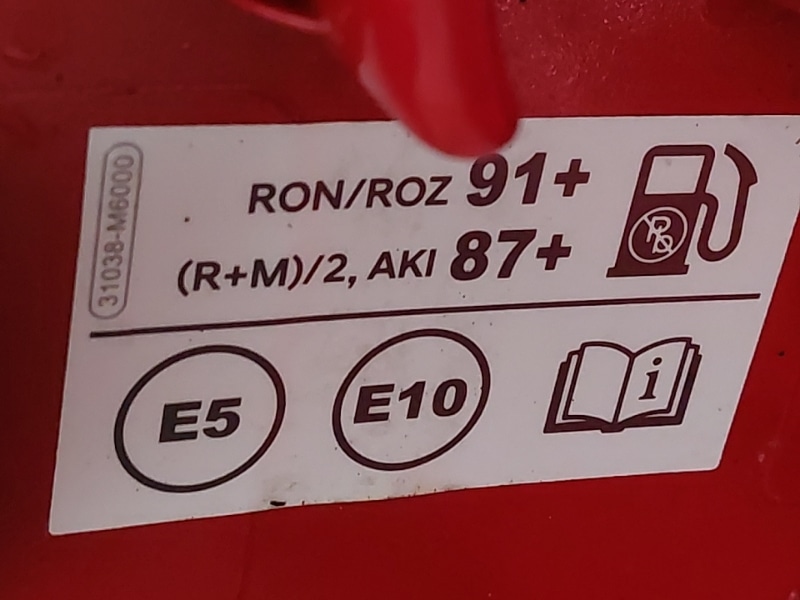 31038-M6000
RON/ROZ 91+
(R+M)/2, AKI 87+
Pb
E5
E10
i